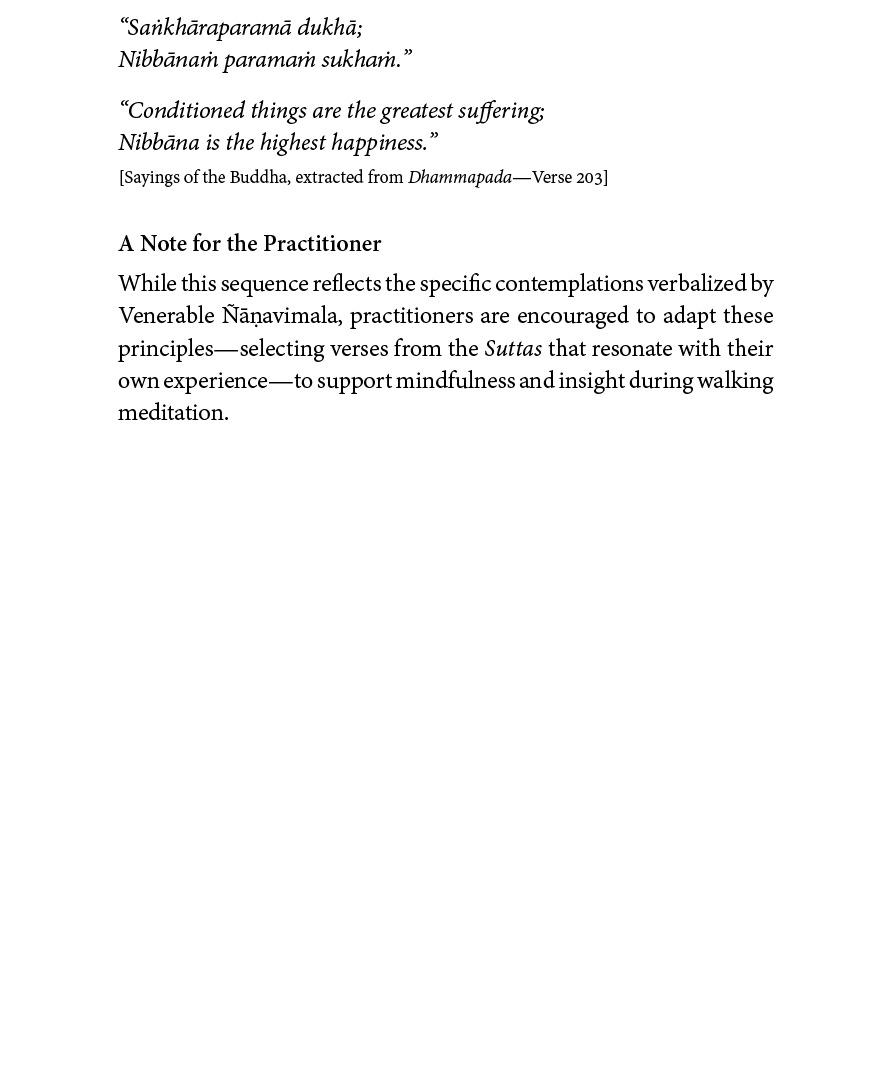 “Saṅkhāraparamā dukhā;
Nibbānaṁ paramaṁ sukhaṁ.”
“Conditioned things are the greatest suffering;
Nibbāna is the highest happiness.”
[Sayings of the Buddha, extracted from Dhammapada—Verse 203]
A Note for the Practitioner
While this sequence reflects the specific contemplations verbalized by
Venerable Ñāṇavimala, practitioners are encouraged to adapt these
principles—selecting verses from the Suttas that resonate with their
own experience—to support mindfulness and insight during walking
meditation.